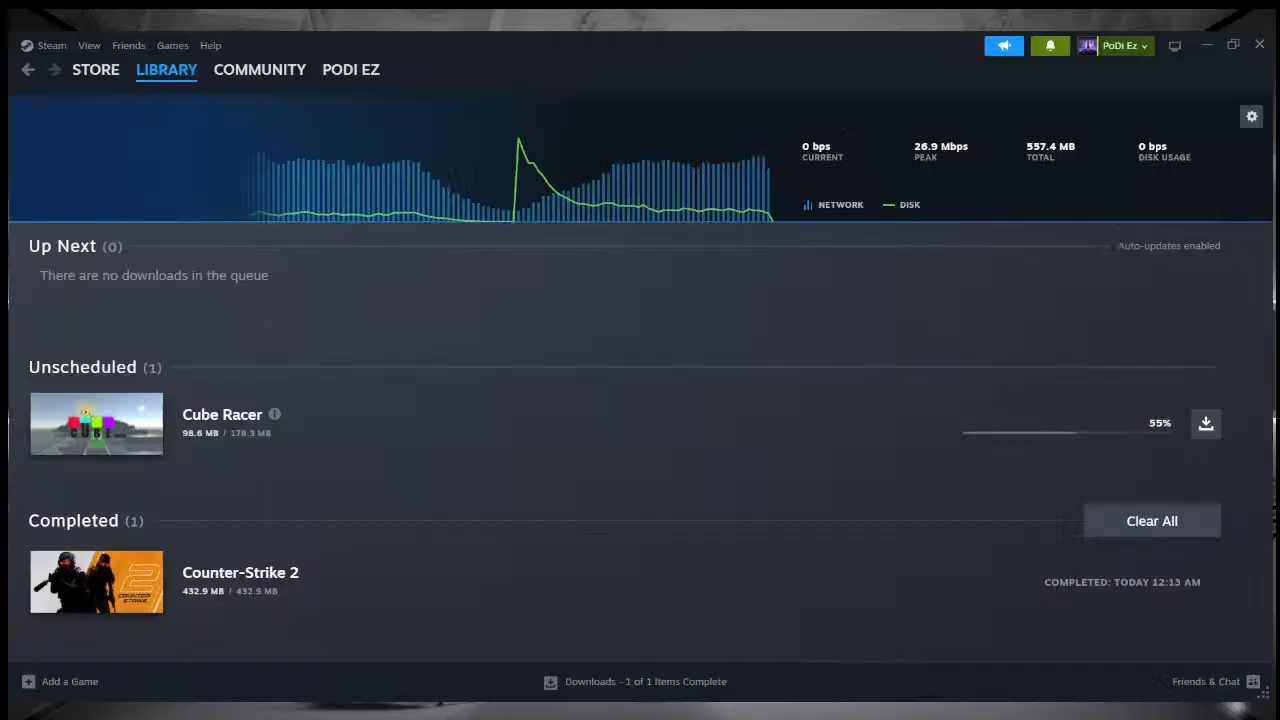 Steam View Friends Games Help
PoDi Ez
STORE LIBRARY COMMUNITY PODI EZ
0 bps 26.9 Mbps 557.4 MB 0 bps
CURRENT PEAK TOTAL DISK USAGE
NETWORK DISK
Up Next (0)
Auto-updates enabled
There are no downloads in the queue
Unscheduled (1)
Cube Racer
98.6 MB / 178.3 MB
55%
Completed (1)
Clear All
Counter-Strike 2
432.9 MB / 432.9 MB
COMPLETED: TODAY 12:13 AM
2
COUNTER
STRIKE
Add a Game
Downloads - 1 of 1 Items Complete
Friends & Chat